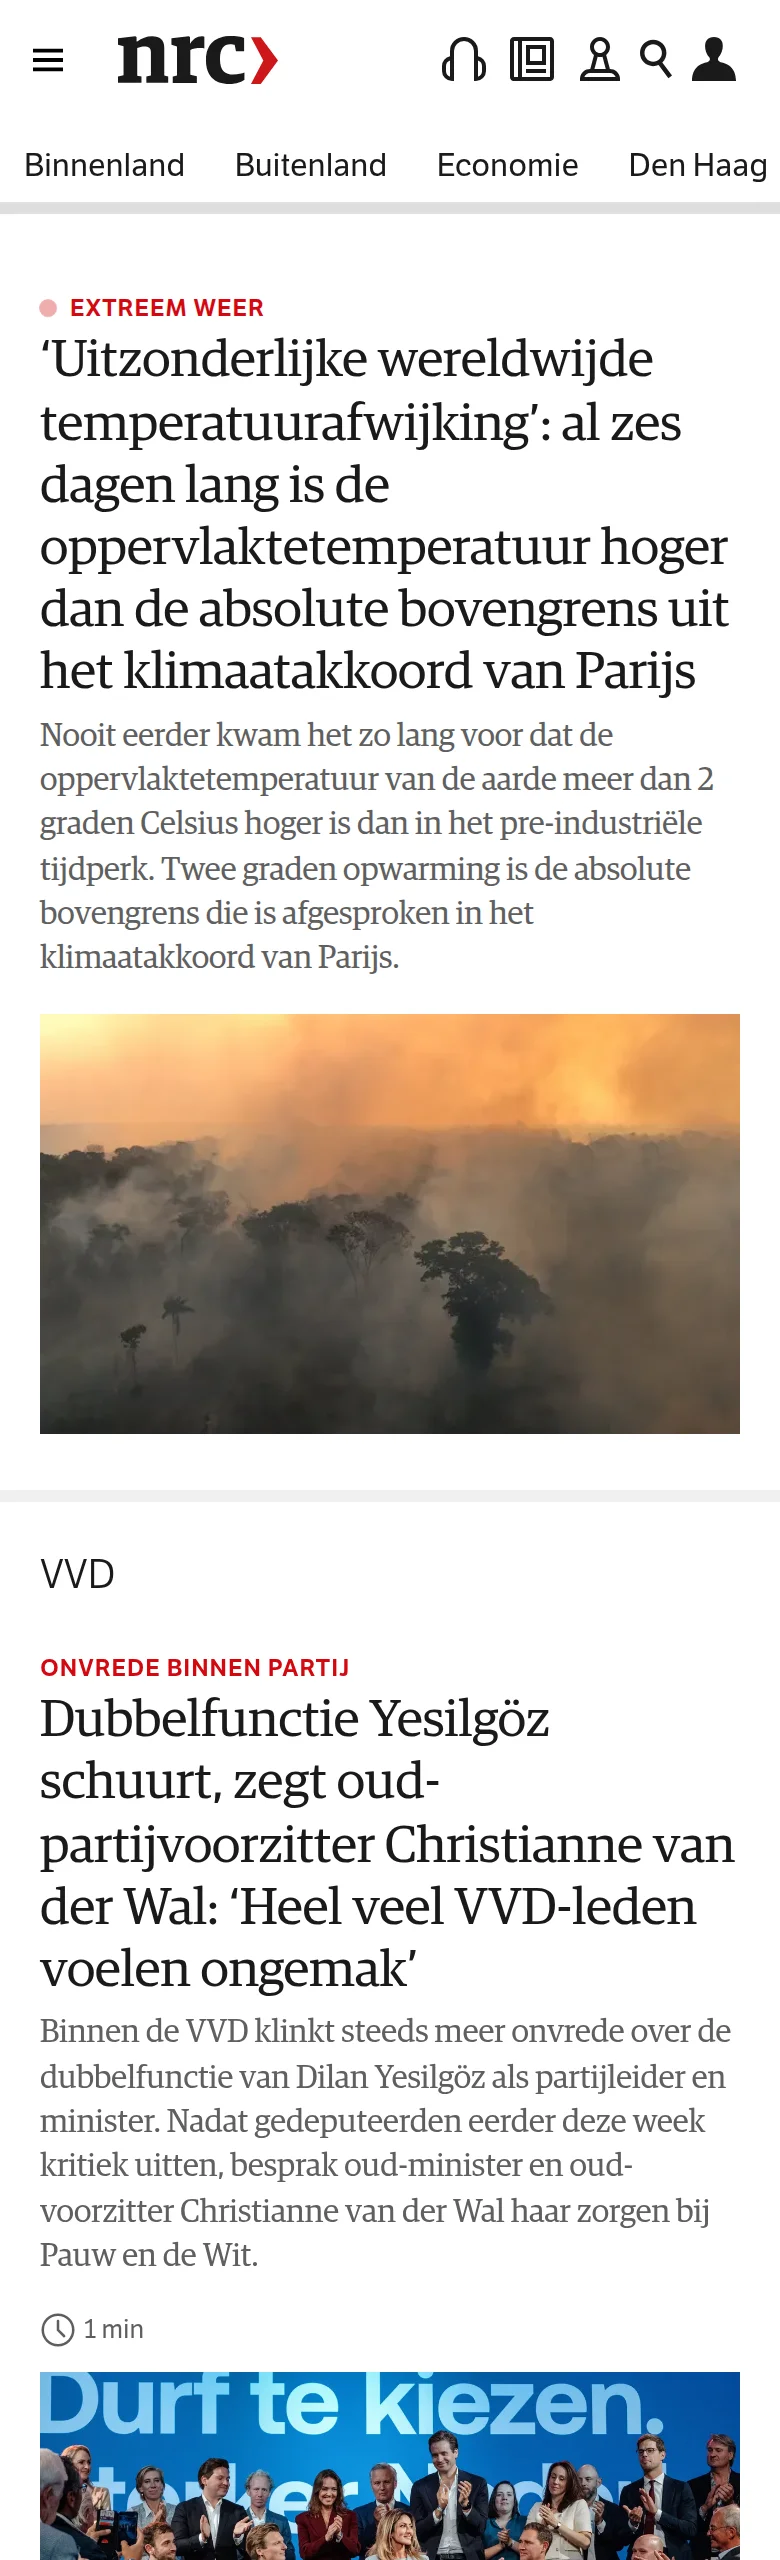 nrc
Binnenland Buitenland Economie Den Haag
EXTREEM WEER
‘Uitzonderlijke wereldwijde
temperatuurafwijking’: al zes
dagen lang is de
oppervlaktetemperatuur hoger
dan de absolute bovengrens uit
het klimaatakkoord van Parijs
Nooit eerder kwam het zo lang voor dat de
oppervlaktetemperatuur van de aarde meer dan 2
graden Celsius hoger is dan in het pre-industriële
tijdperk. Twee graden opwarming is de absolute
bovengrens die is afgesproken in het
klimaatakkoord van Parijs.
VVD
ONVREDE BINNEN PARTIJ
Dubbelfunctie Yesilgöz
schuurt, zegt oud-
partijvoorzitter Christianne van
der Wal: ‘Heel veel VVD-leden
voelen ongemak’
Binnen de VVD klinkt steeds meer onvrede over de
dubbelfunctie van Dilan Yesilgöz als partijleider en
minister. Nadat gedeputeerden eerder deze week
kritiek uitten, besprak oud-minister en oud-
voorzitter Christianne van der Wal haar zorgen bij
Pauw en de Wit.
1 min
Durf te kiezen.